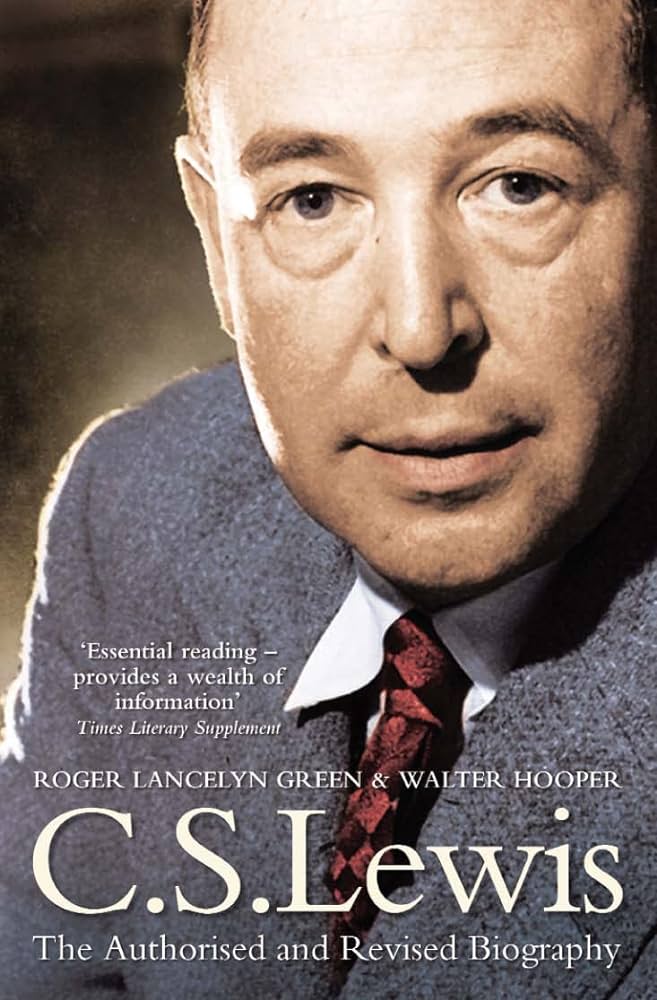 ‘Essential reading –
provides a wealth of
information’
Times Literary Supplement
ROGER LANCELYN GREEN & WALTER HOOPER
C.S.Lewis
The Authorised and Revised Biography